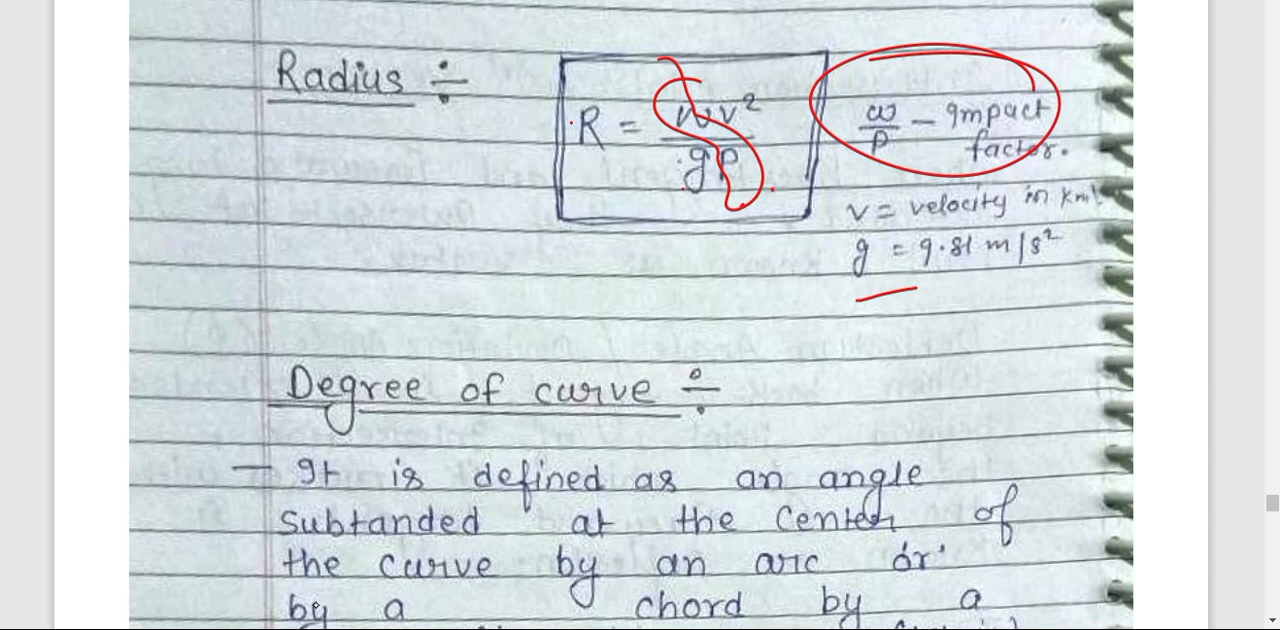 Radius ÷
R = wv²/gp
w/p - Impact factor.
v = velocity in km/
g = 9.81 m/s²
Degree of curve ÷
- It is defined as an angle
subtanded at the center of
the curve by an arc or
by a chord by a